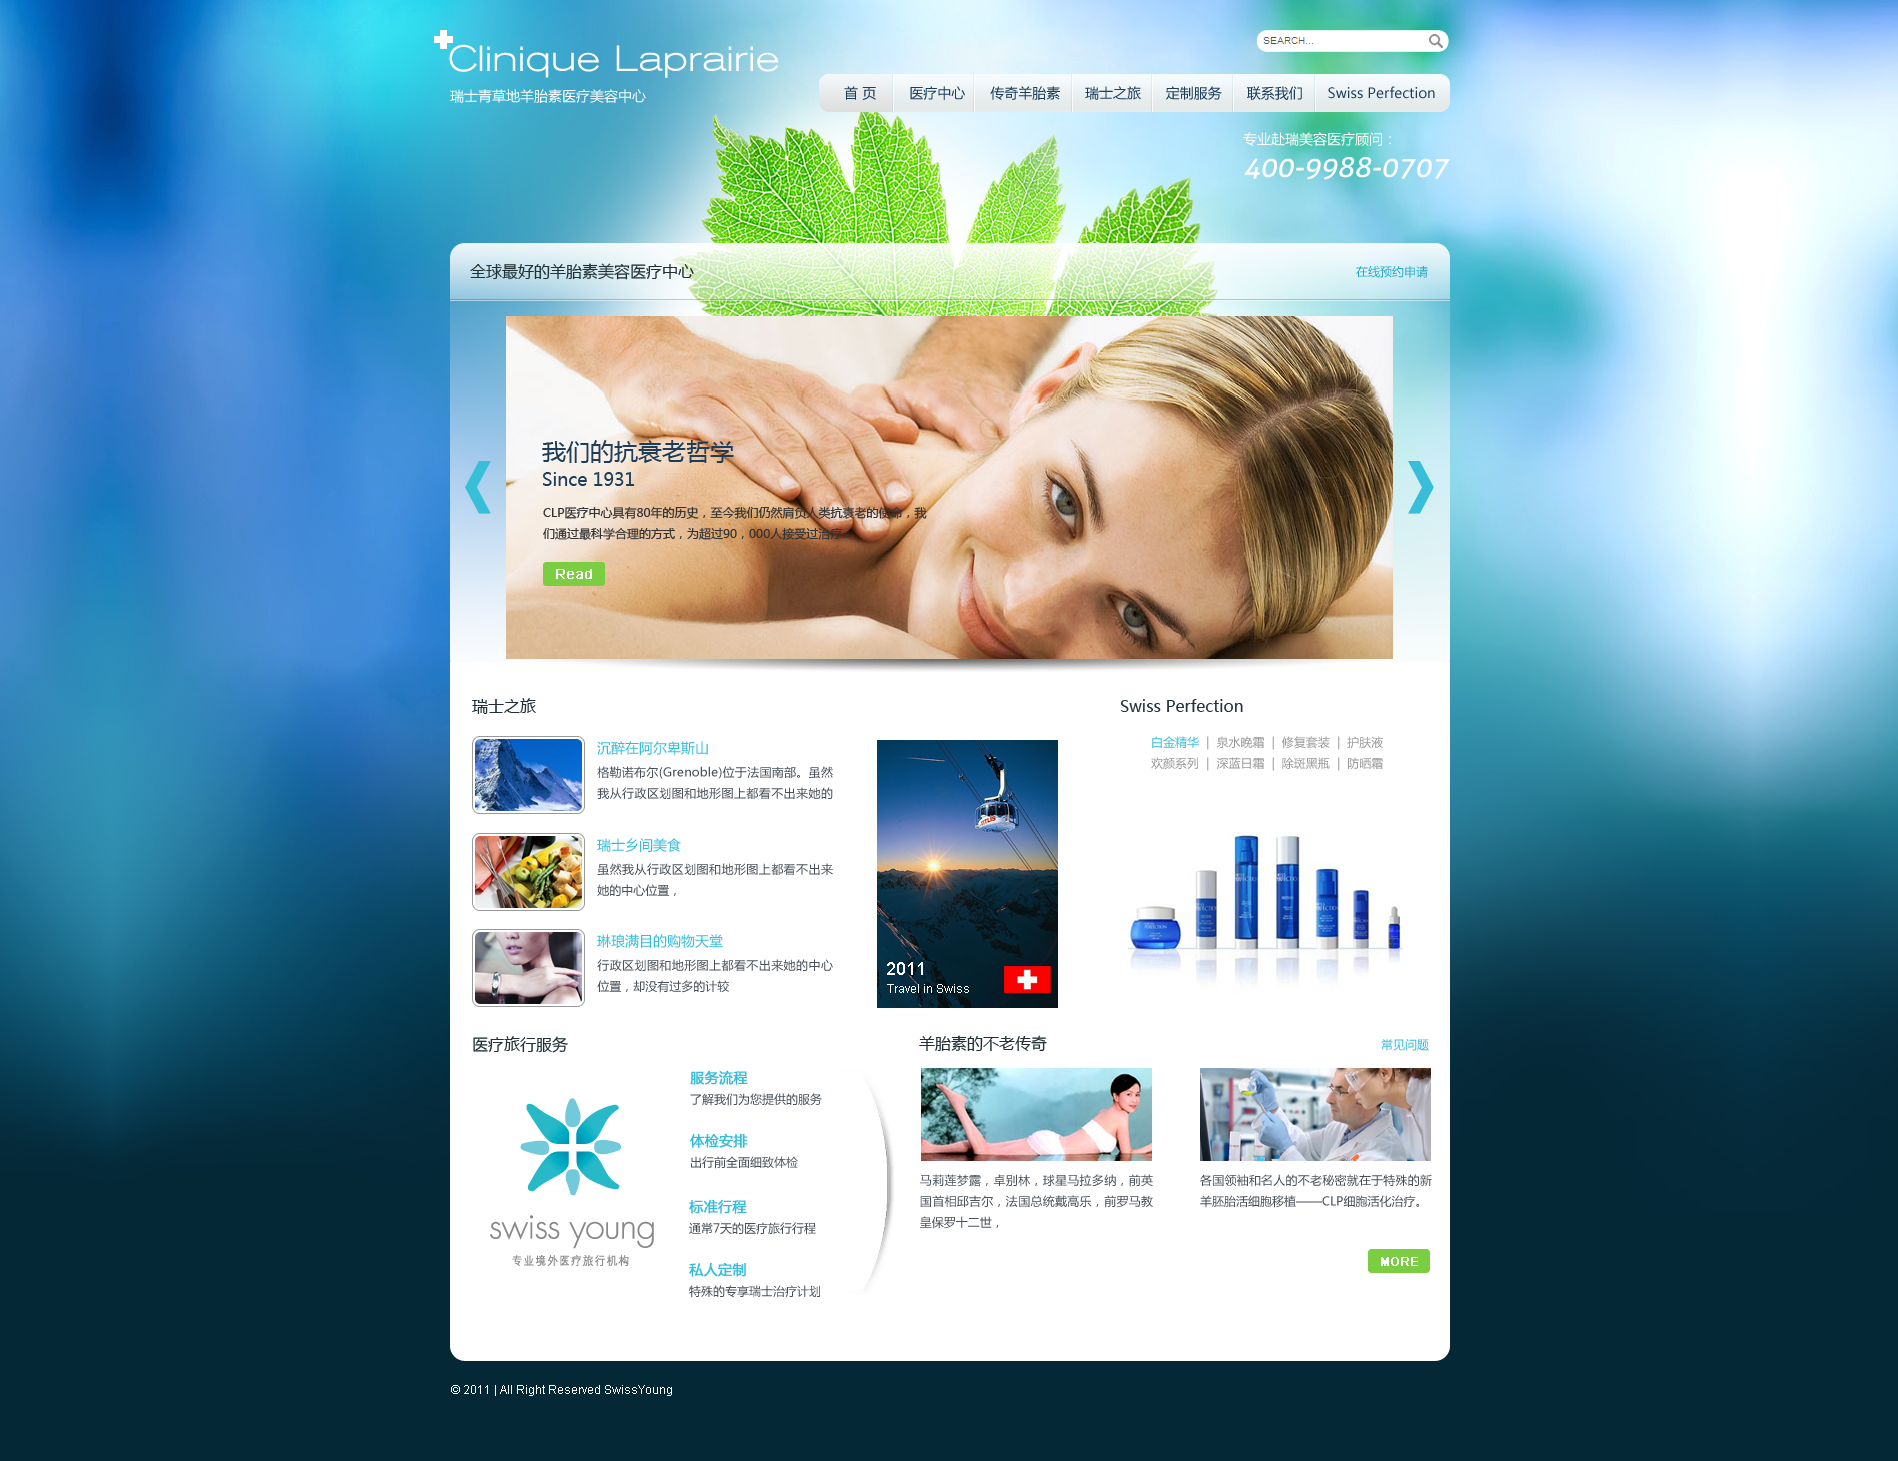 Clinique Laprairie
瑞士青草地羊胎素医疗美容中心
SEARCH...
首 页
医疗中心
传奇羊胎素
瑞士之旅
定制服务
联系我们
Swiss Perfection
专业赴瑞美容医疗顾问：
400-9988-0707
全球最好的羊胎素美容医疗中心
在线预约申请
我们的抗衰老哲学
Since 1931
CLP医疗中心具有80年的历史，至今我们仍然肩负人类抗衰老的使命，我
们通过最科学合理的方式，为超过90，000人接受过治疗
Read
瑞士之旅
沉醉在阿尔卑斯山
格勒诺布尔(Grenoble)位于法国南部。虽然
我从行政区划图和地形图上都看不出来她的
瑞士乡间美食
虽然我从行政区划图和地形图上都看不出来
她的中心位置，
琳琅满目的购物天堂
行政区划图和地形图上都看不出来她的中心
位置，却没有过多的计较
2011
Travel in Swiss
Swiss Perfection
白金精华 | 泉水晚霜 | 修复套装 | 护肤液
欢颜系列 | 深蓝日霜 | 除斑黑瓶 | 防晒霜
医疗旅行服务
swiss young
专业境外医疗旅行机构
服务流程
了解我们为您提供的服务
体检安排
出行前全面细致体检
标准行程
通常7天的医疗旅行行程
私人定制
特殊的专享瑞士治疗计划
羊胎素的不老传奇
常见问题
马莉莲梦露，卓别林，球星马拉多纳，前英
国首相邱吉尔，法国总统戴高乐，前罗马教
皇保罗十二世，
各国领袖和名人的不老秘密就在于特殊的新
羊胚胎活细胞移植——CLP细胞活化治疗。
MORE
© 2011 | All Right Reserved SwissYoung